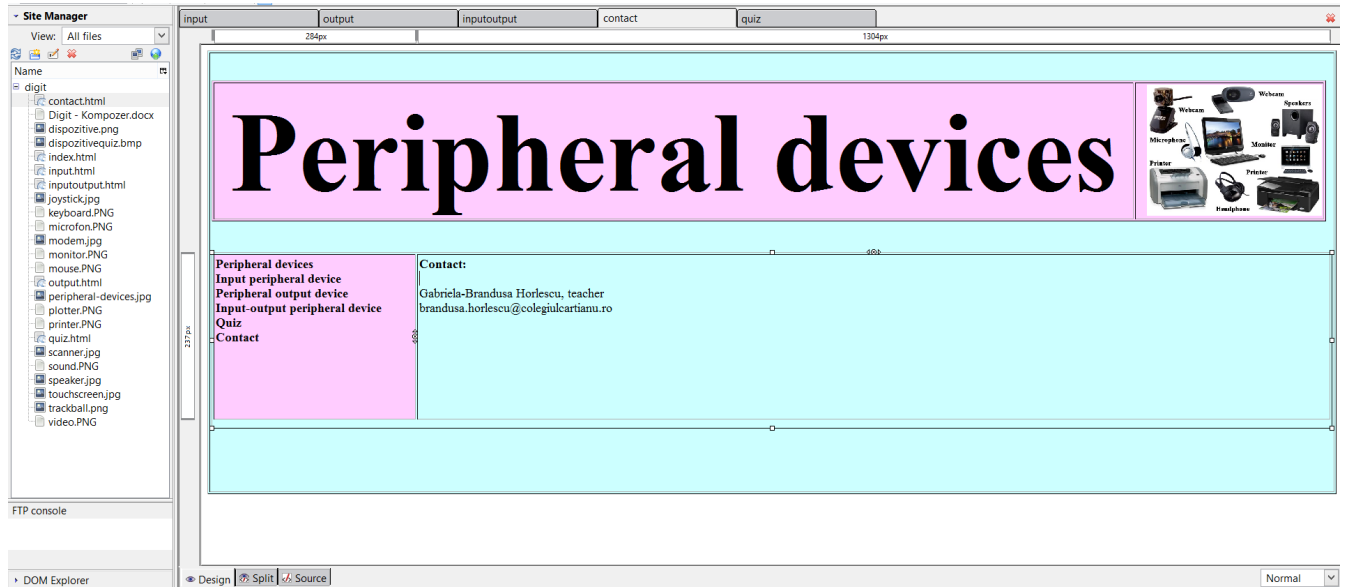 Site Manager
View: All files
Name
digit
contact.html
Digit - Kompozer.docx
dispozitive.png
dispozitivequiz.bmp
index.html
input.html
inputoutput.html
joystick.jpg
keyboard.PNG
microfon.PNG
modem.jpg
monitor.PNG
mouse.PNG
output.html
peripheral-devices.jpg
plotter.PNG
printer.PNG
quiz.html
scanner.jpg
sound.PNG
speaker.jpg
touchscreen.jpg
trackball.png
video.PNG
FTP console
DOM Explorer
input output inputoutput contact quiz
284px 1304px
Peripheral devices
Webcam
Webcam
Speakers
Microphone
Monitor
Printer
Printer
Headphone
237px
Peripheral devices
Input peripheral device
Peripheral output device
Input-output peripheral device
Quiz
Contact
Contact:
Gabriela-Brandusa Horlescu, teacher
brandusa.horlescu@colegiulcartianu.ro
Design Split Source
Normal